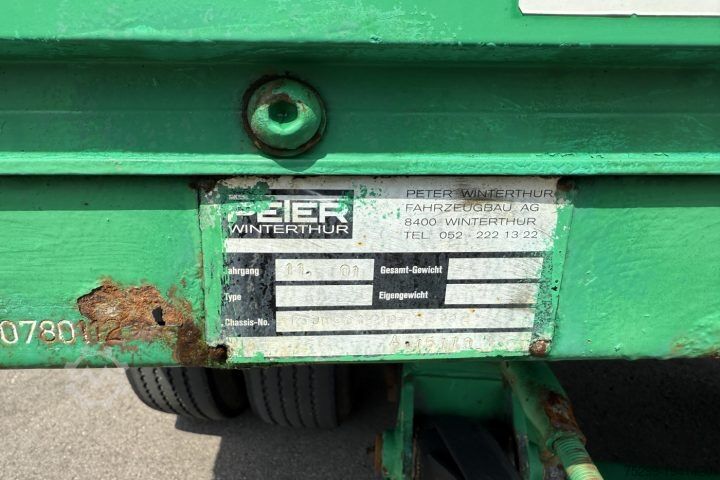 PETER
WINTERTHUR
PETER WINTERTHUR
FAHRZEUGBAU AG
8400 WINTERTHUR
TEL. 052 - 222 13 22
Jahrgang 11. 01 Gesamt-Gewicht
Type Eigengewicht
Chassis-No.